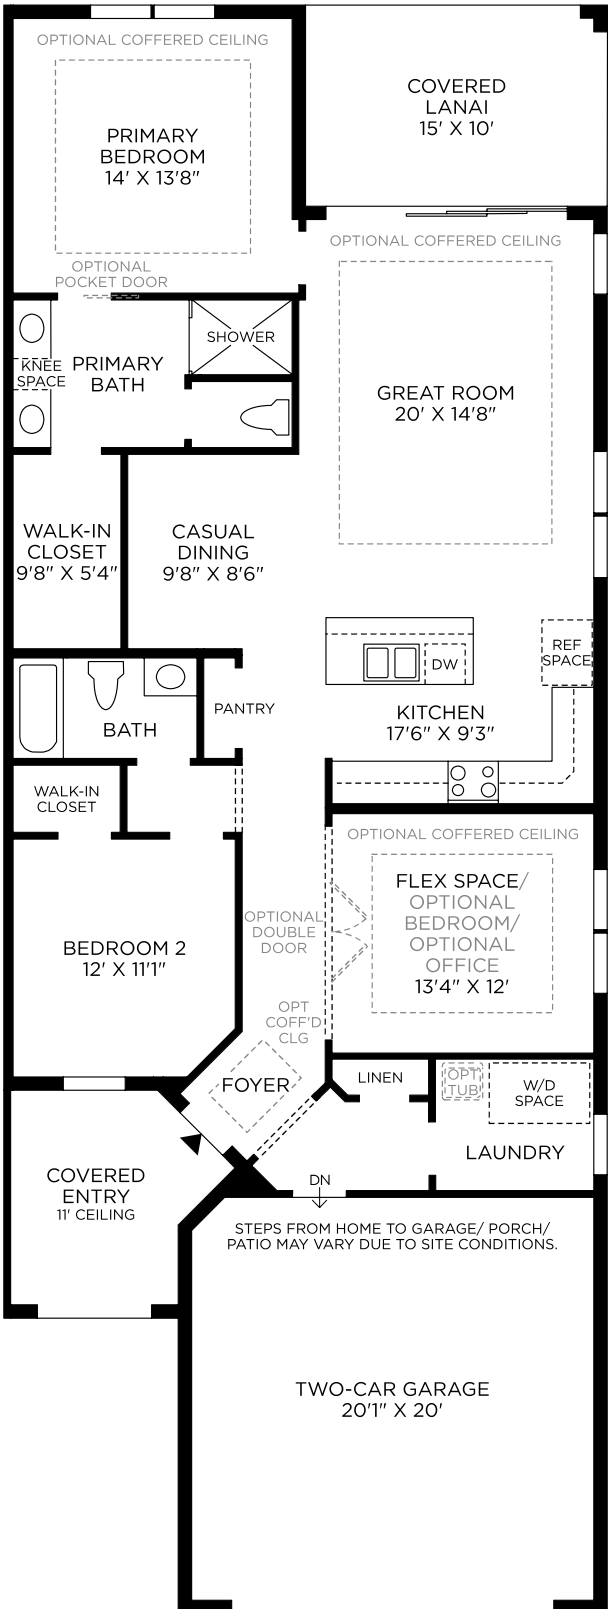 OPTIONAL COFFERED CEILING
PRIMARY
BEDROOM
14' X 13'8"
COVERED
LANAI
15' X 10'
OPTIONAL
POCKET DOOR
OPTIONAL COFFERED CEILING
KNEE
SPACE
PRIMARY
BATH
SHOWER
GREAT ROOM
20' X 14'8"
WALK-IN
CLOSET
9'8" X 5'4"
CASUAL
DINING
9'8" X 8'6"
REF
SPACE
DW
BATH
PANTRY
KITCHEN
17'6" X 9'3"
WALK-IN
CLOSET
OPTIONAL COFFERED CEILING
FLEX SPACE/
OPTIONAL
BEDROOM/
OPTIONAL
OFFICE
13'4" X 12'
OPTIONAL
DOUBLE
DOOR
BEDROOM 2
12' X 11'1"
OPT
COFF'D
CLG
FOYER
LINEN
OPT
TUB
W/D
SPACE
LAUNDRY
COVERED
ENTRY
11' CEILING
DN
STEPS FROM HOME TO GARAGE/ PORCH/
PATIO MAY VARY DUE TO SITE CONDITIONS.
TWO-CAR GARAGE
20'1" X 20'